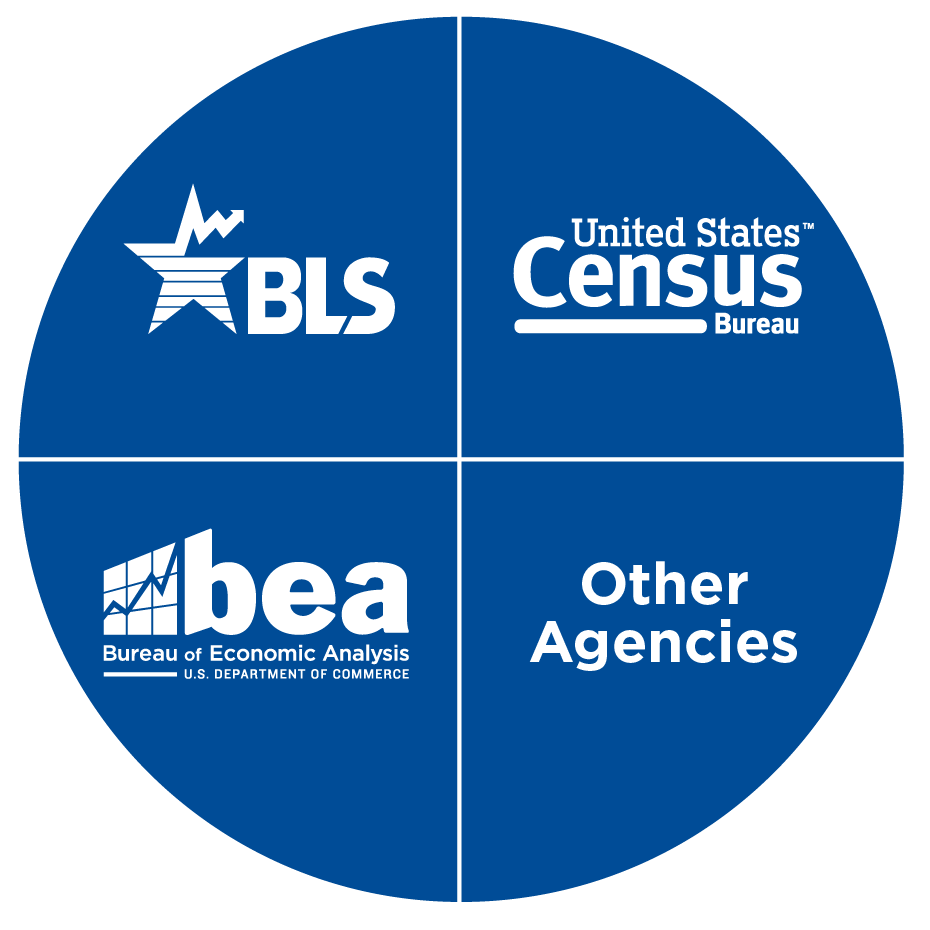 BLS
United States™
Census
Bureau
bea
Bureau of Economic Analysis
U.S. DEPARTMENT OF COMMERCE
Other
Agencies